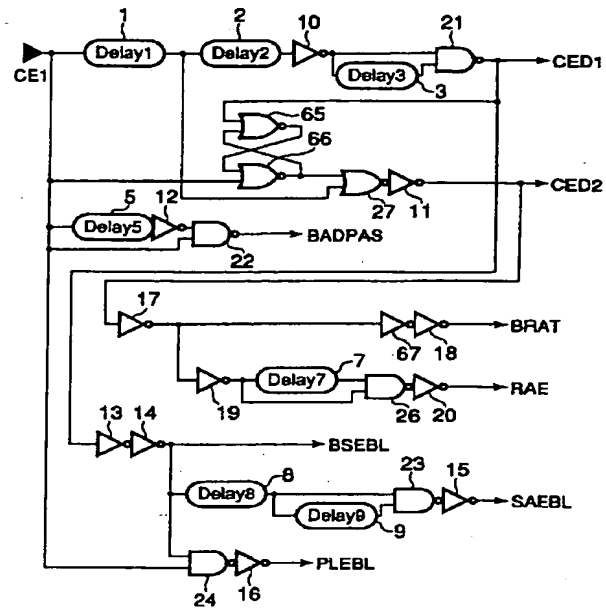 1
2
10
21
CE1
Delay1
Delay2
Delay3
3
CED1
65
66
27
11
CED2
5
12
Delay5
22
BADPAS
17
67
18
BRAT
7
19
Delay7
26
20
RAE
13
14
BSEBL
8
Delay8
23
15
Delay9
9
SAEBL
24
16
PLEBL